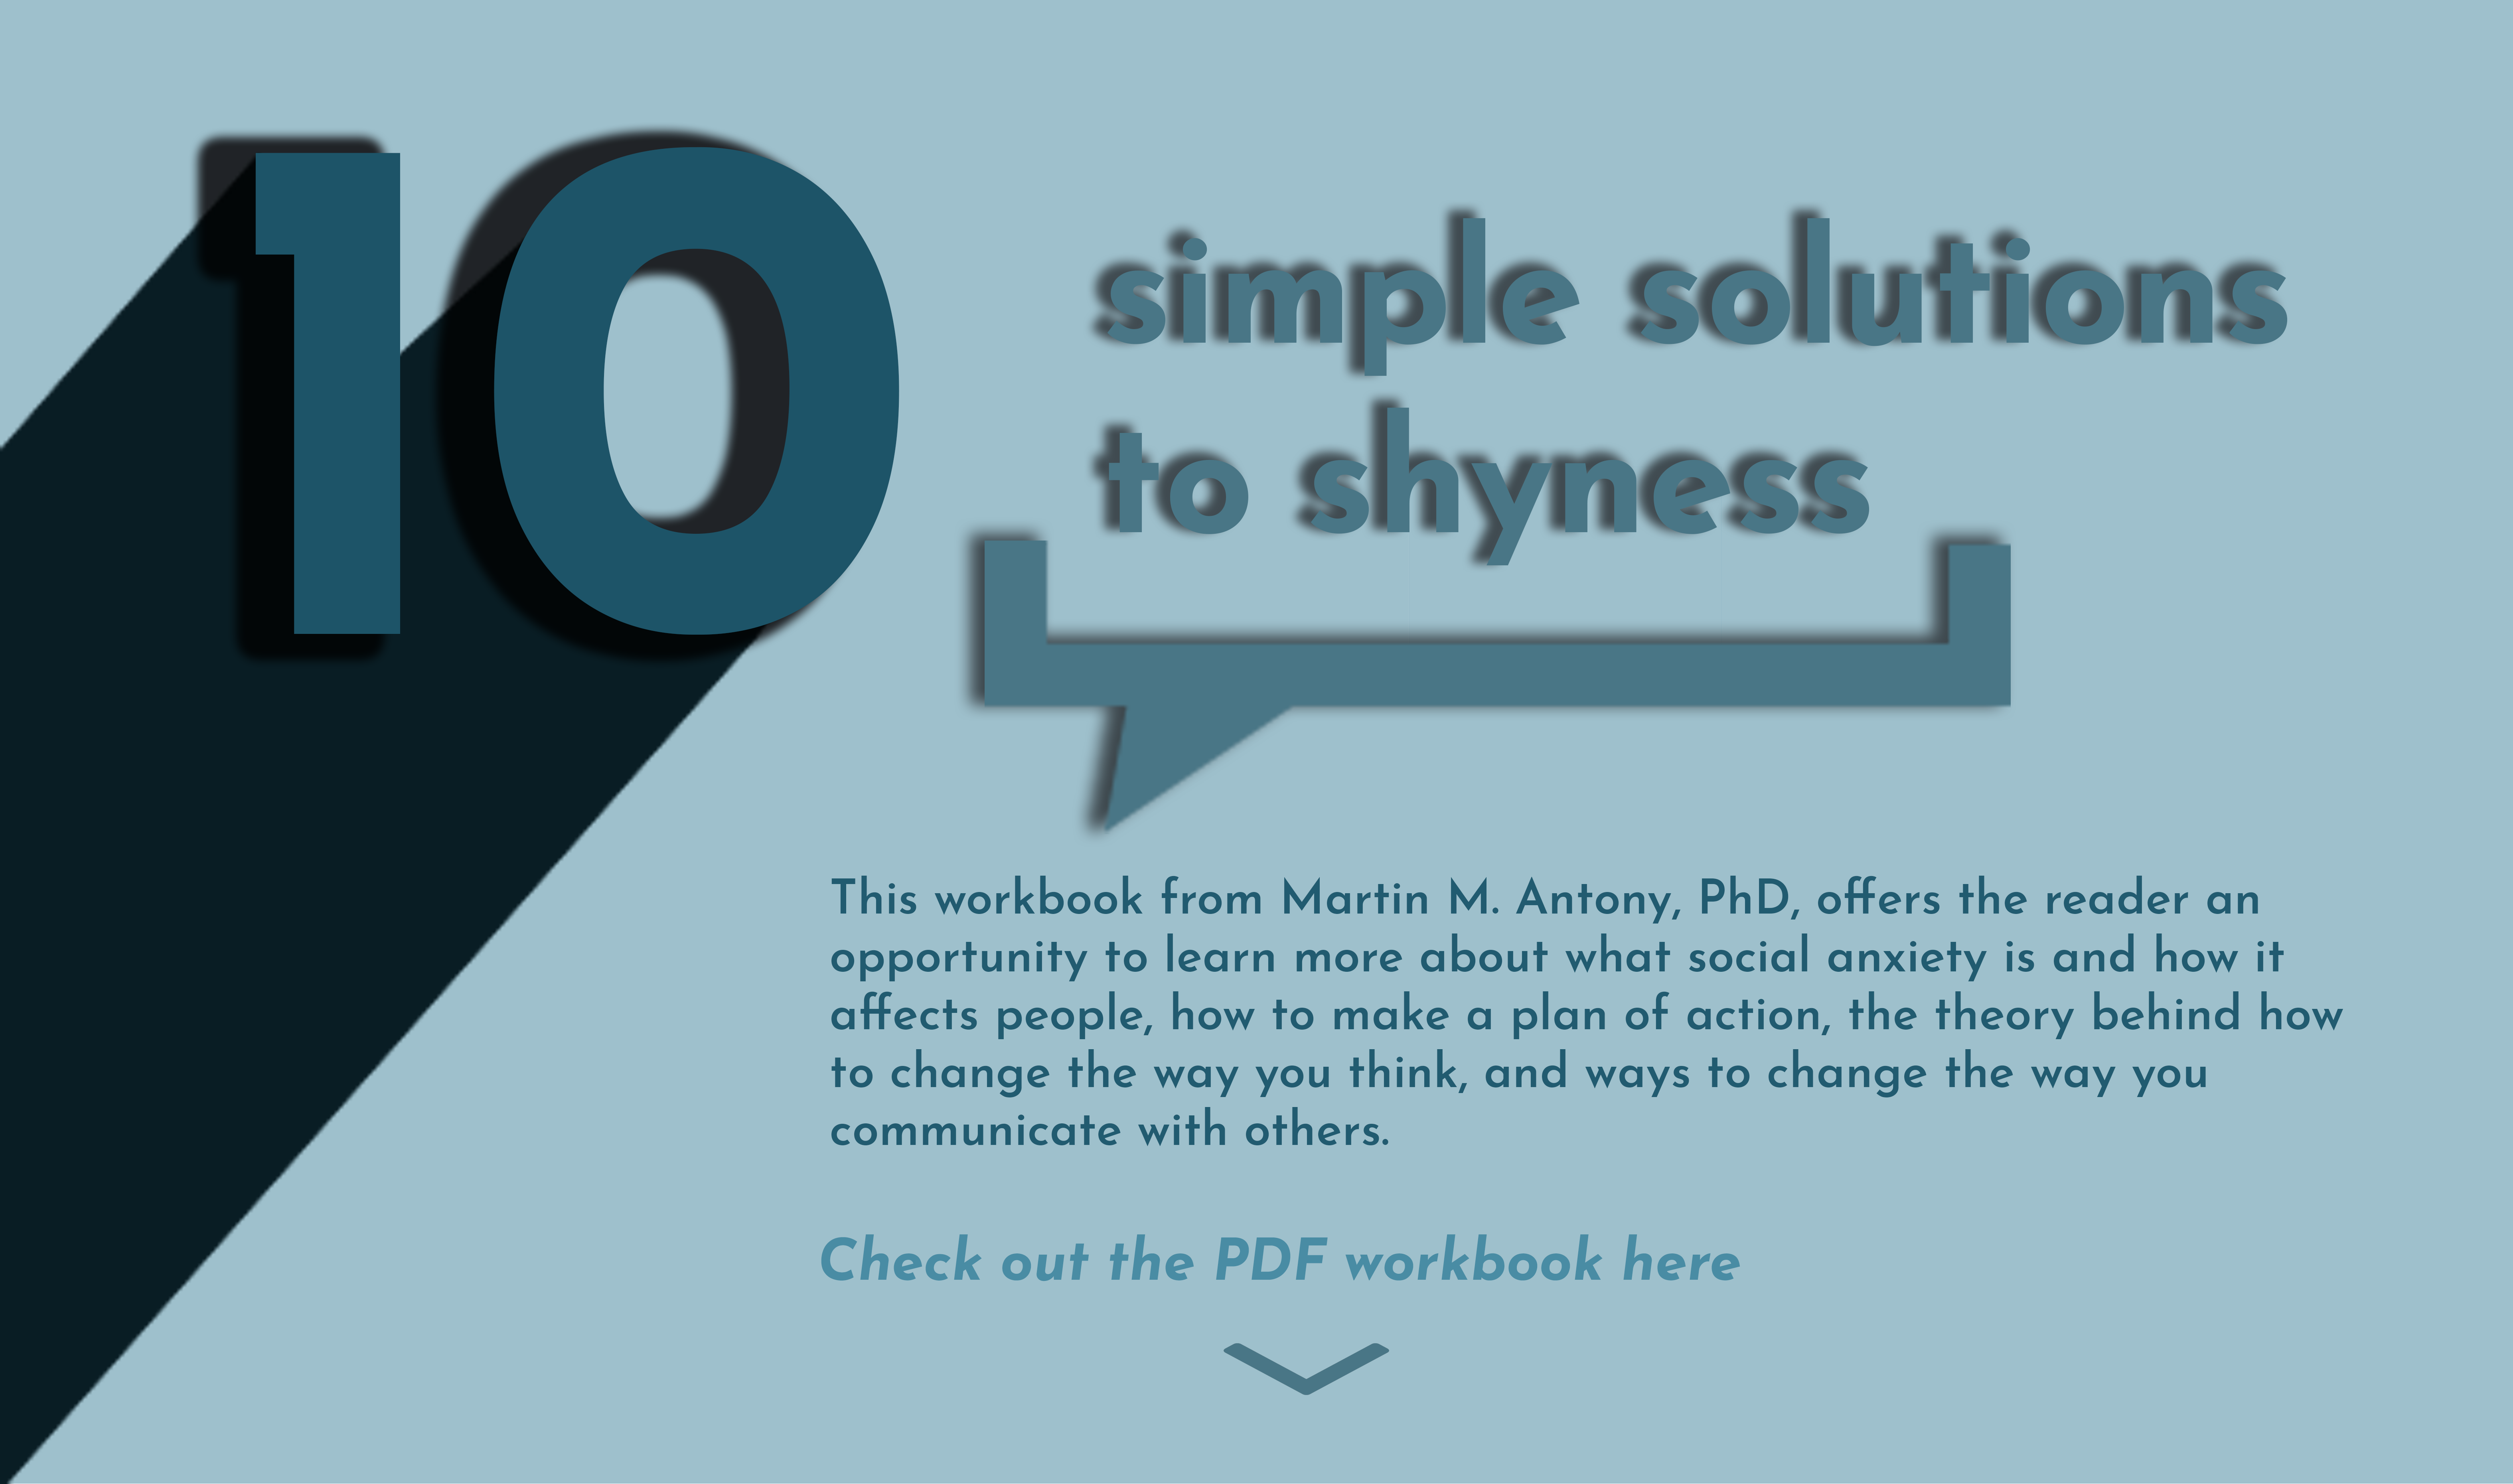 10
simple solutions
to shyness
This workbook from Martin M. Antony, PhD, offers the reader an
opportunity to learn more about what social anxiety is and how it
affects people, how to make a plan of action, the theory behind how
to change the way you think, and ways to change the way you
communicate with others.
Check out the PDF workbook here